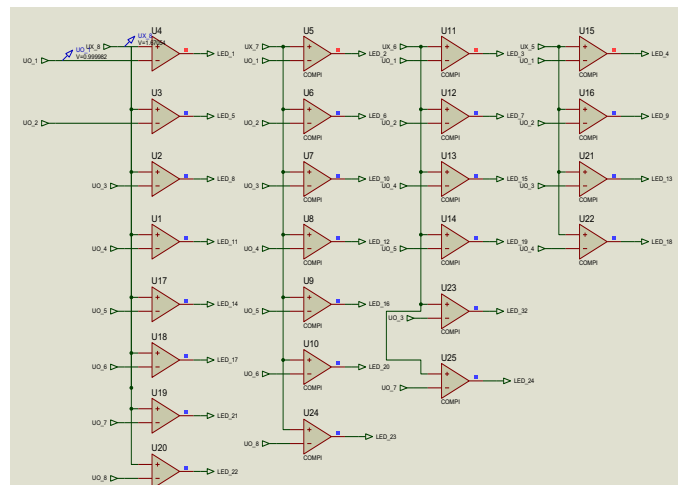 U4 U5 U11 U15
UX_8 UX_8 UX_7 UX_6 UX_5
V=1.67054
UO_1 LED_1 LED_2 LED_3 LED_4
V=0.999982
UO_1 UO_1 UO_1 UO_1
COMPI COMPI COMPI
U3 U6 U12 U16
LED_5 LED_6 LED_7 LED_9
UO_2 UO_2 UO_2 UO_2
COMPI COMPI COMPI
U2 U7 U13 U21
LED_8 LED_10 LED_15 LED_13
UO_3 UO_3 UO_4 UO_3
COMPI COMPI COMPI
U1 U8 U14 U22
LED_11 LED_12 LED_19 LED_18
UO_4 UO_4 UO_5 UO_4
COMPI COMPI COMPI
U17 U9 U23
LED_14 LED_16 LED_32
UO_5 UO_5 UO_3
COMPI COMPI
U18 U10 U25
LED_17 LED_20 LED_24
UO_6 UO_6 UO_7
COMPI COMPI
U19 U24
LED_21 LED_23
UO_7 UO_8
COMPI
U20
LED_22
UO_8